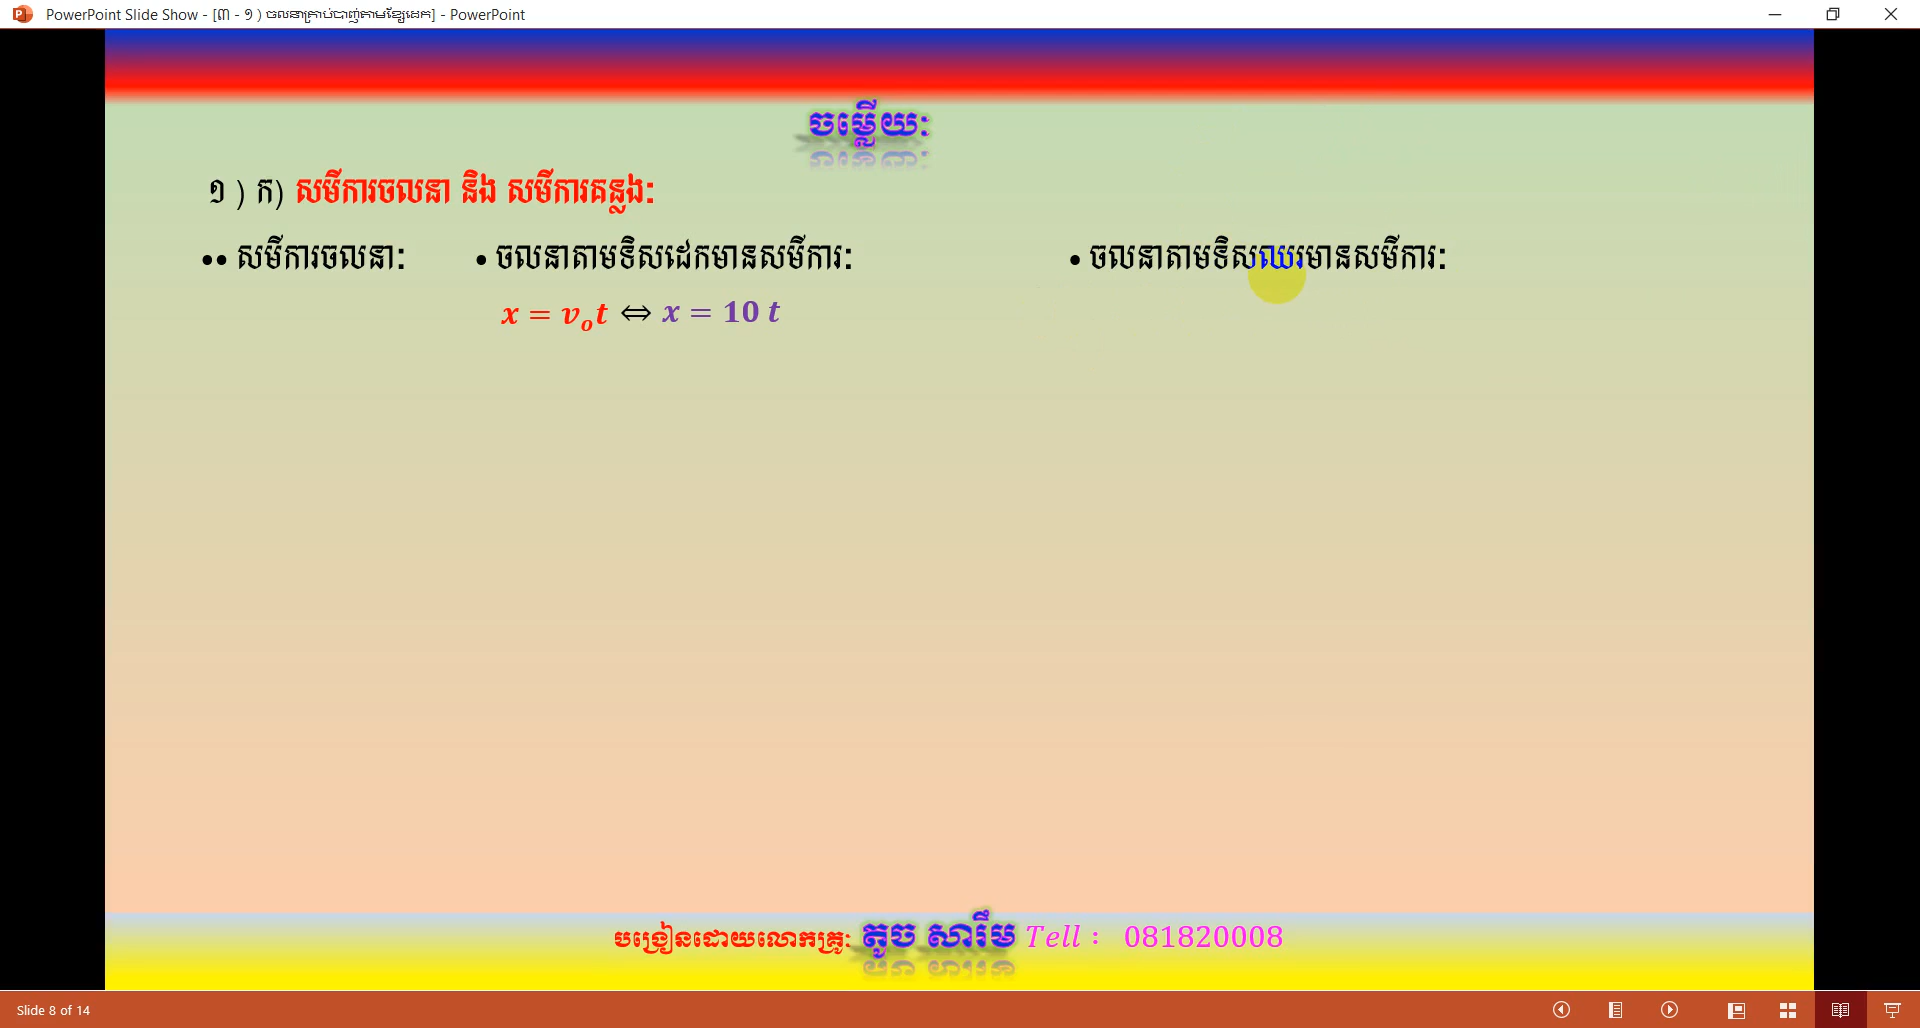 PowerPoint Slide Show - [៣ - ១ ) ចលនាគ្រាប់បាញ់តាមខ្សែដេក] - PowerPoint
ចម្លើយ:
១ ) ក) សមីការចលនា និង សមីការគន្លង:
•• សមីការចលនា: • ចលនាតាមទិសដេកមានសមីការ: • ចលនាតាមទិសឈរមានសមីការ:
x = vₒt ⇔ x = 10 t
បង្រៀនដោយលោកគ្រូ: តូច សារឹម Tell : 081820008
Slide 8 of 14